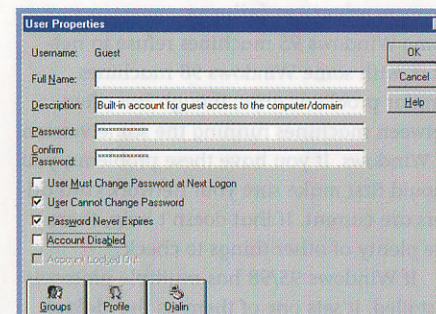 User Properties
Username: Guest
OK
Full Name:
Cancel
Description: Built-in account for guest access to the computer/domain
Help
Password: **************
Confirm Password: **************
User Must Change Password at Next Logon
User Cannot Change Password
Password Never Expires
Account Disabled
Account Locked Out
Groups
Profile
Dialin